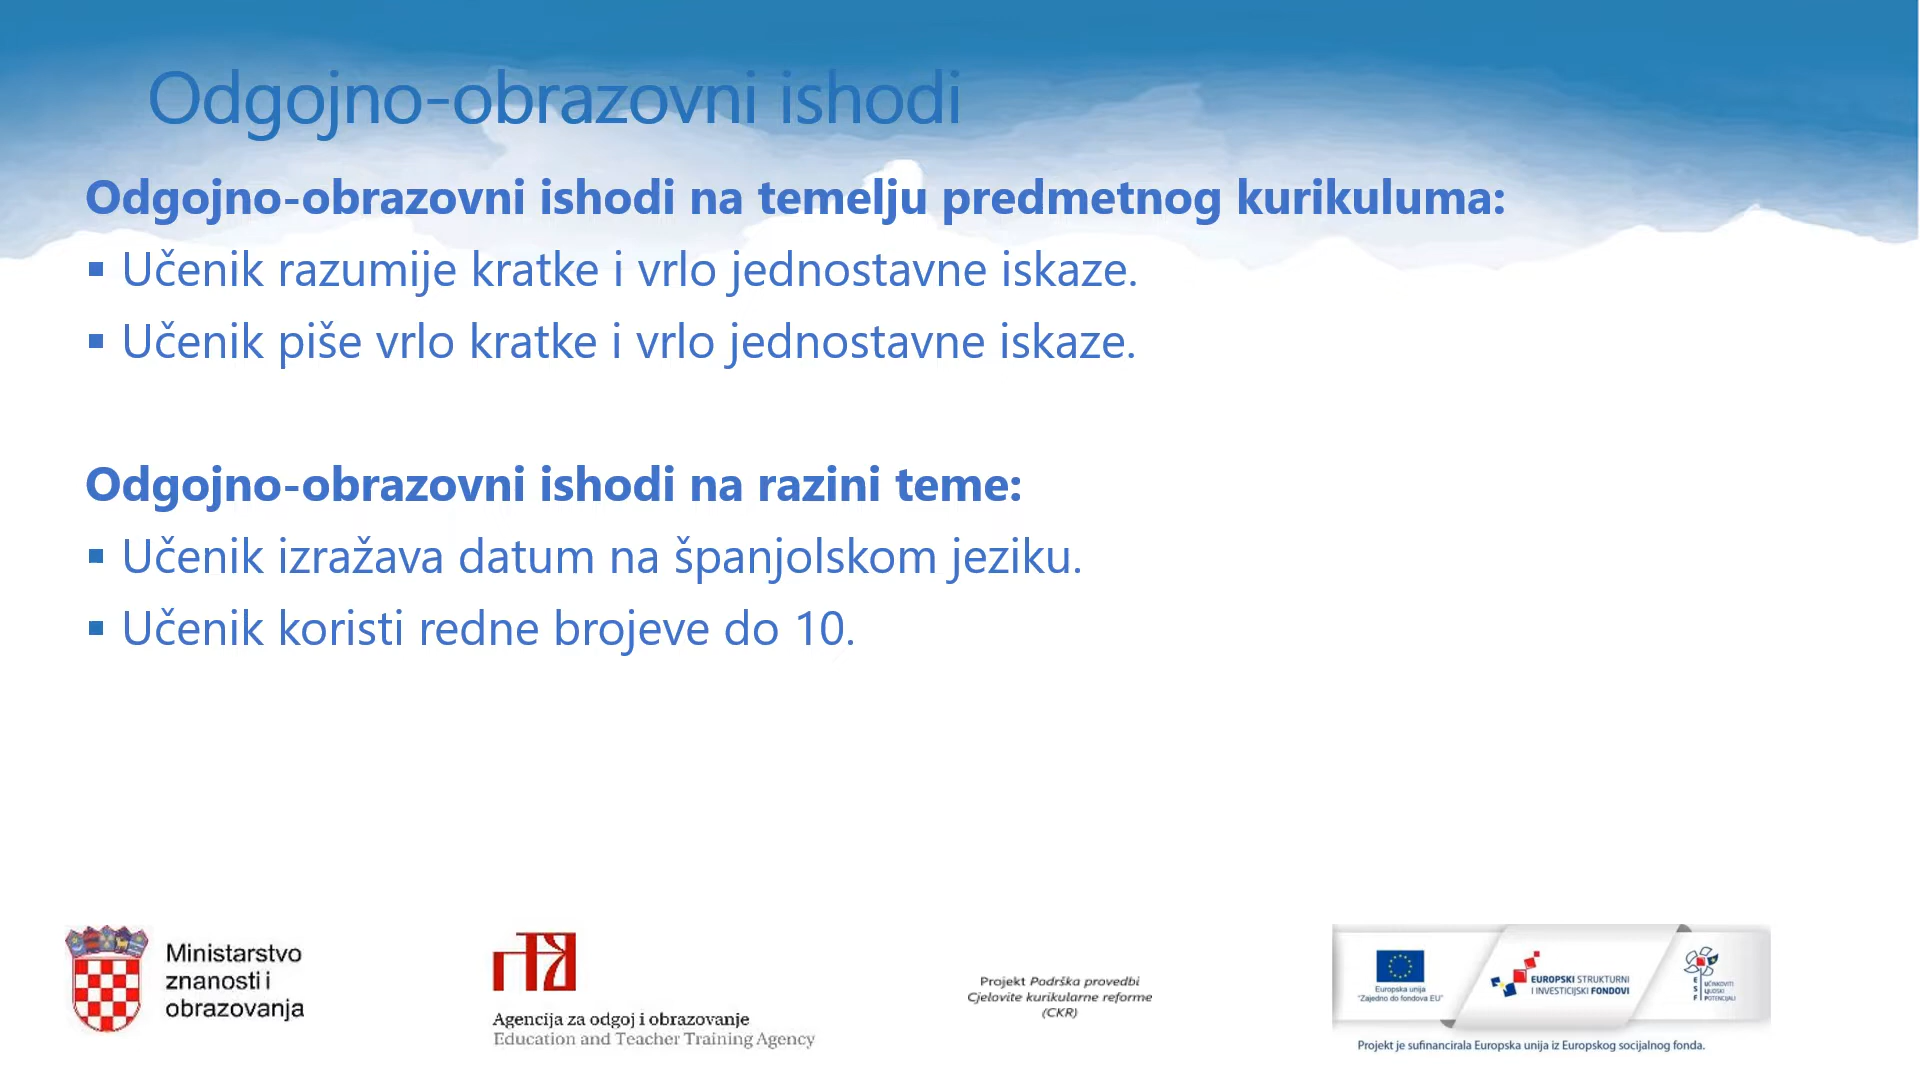 Odgojno-obrazovni ishodi
Odgojno-obrazovni ishodi na temelju predmetnog kurikuluma:
▪ Učenik razumije kratke i vrlo jednostavne iskaze.
▪ Učenik piše vrlo kratke i vrlo jednostavne iskaze.
Odgojno-obrazovni ishodi na razini teme:
▪ Učenik izražava datum na španjolskom jeziku.
▪ Učenik koristi redne brojeve do 10.
Ministarstvo
znanosti i
obrazovanja
Agencija za odgoj i obrazovanje
Education and Teacher Training Agency
Projekt Podrška provedbi
Cjelovite kurikularne reforme
(CKR)
Europska unija
"Zajedno do fondova EU"
EUROPSKI STRUKTURNI
I INVESTICIJSKI FONDOVI
ESF
UČINKOVITI
LJUDSKI
POTENCIJALI
Projekt je sufinancirala Europska unija iz Europskog socijalnog fonda.